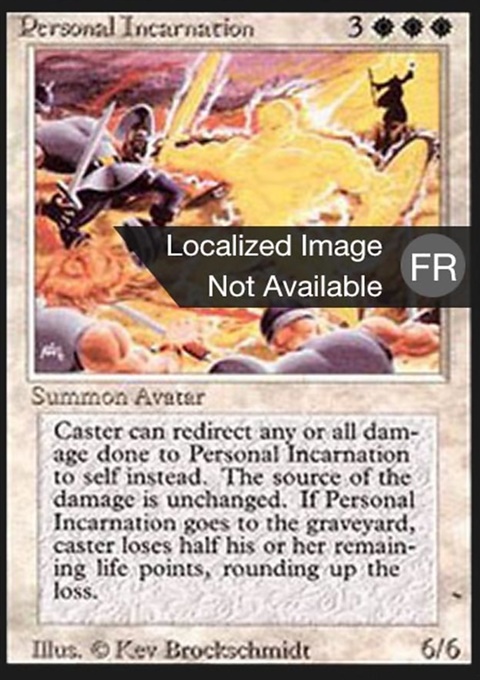 Personal Incarnation 3
Localized Image
Not Available
FR
Summon Avatar
Caster can redirect any or all dam-
age done to Personal Incarnation
to self instead. The source of the
damage is unchanged. If Personal
Incarnation goes to the graveyard,
caster loses half his or her remain-
ing life points, rounding up the
loss.
Illus. © Kev Brockschmidt 6/6